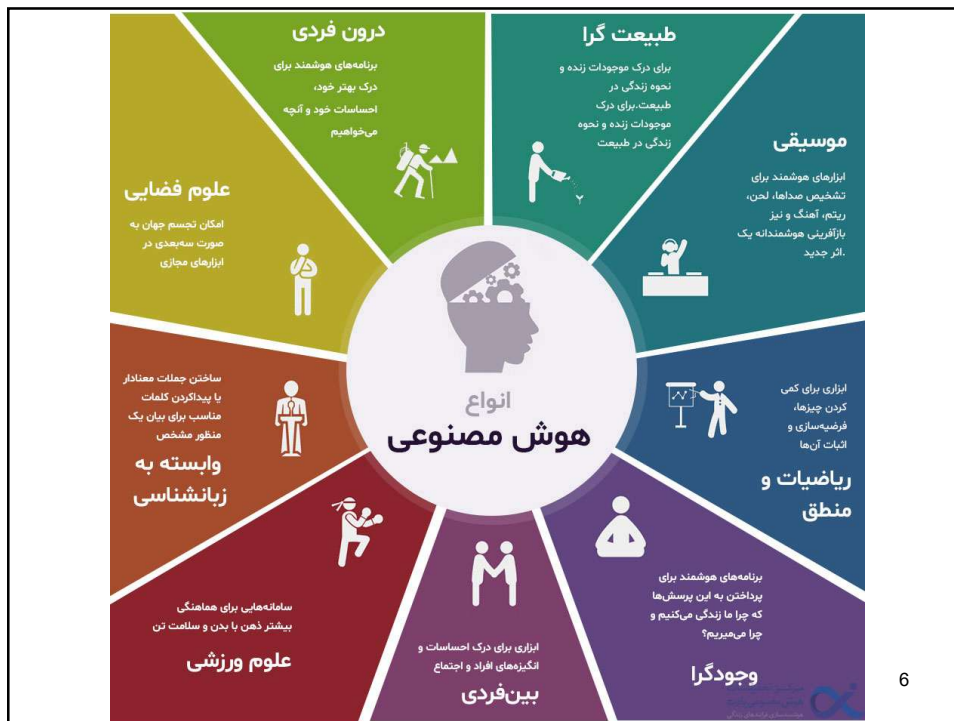 انواع
هوش مصنوعی
طبیعت گرا
برای درک موجودات زنده و
نحوه زندگی در
طبیعت.برای درک
موجودات زنده و نحوه
زندگی در طبیعت
موسیقی
ابزارهای هوشمند برای
تشخیص صداها، لحن،
ریتم، آهنگ و نیز
بازآفرینی هوشمندانه یک
.اثر جدید
ابزاری برای کمی
کردن چیزها،
فرضیه‌سازی و
اثبات آن‌ها
ریاضیات و
منطق
برنامه‌های هوشمند برای
پرداختن به این پرسش‌ها
که چرا ما زندگی می‌کنیم و
چرا می‌میریم؟
وجودگرا
ابزاری برای درک احساسات و
انگیزه‌های افراد و اجتماع
بین‌فردی
سامانه‌هایی برای هماهنگی
بیشتر ذهن با بدن و سلامت تن
علوم ورزشی
ساختن جملات معنادار
یا پیداکردن کلمات
مناسب برای بیان یک
منظور مشخص
وابسته به
زبانشناسی
علوم فضایی
امکان تجسم جهان به
صورت سه‌بعدی در
ابزارهای مجازی
درون فردی
برنامه‌های هوشمند برای
درک بهتر خود،
احساسات خود و آنچه
می‌خواهیم
6